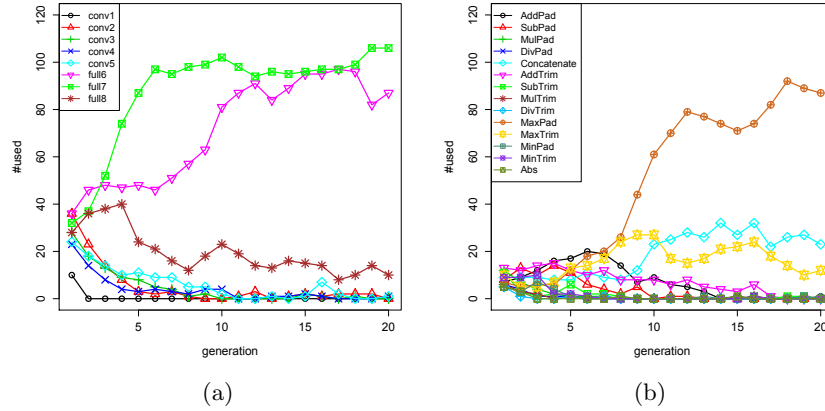 120
100
80
60
40
20
0
#used
conv1
conv2
conv3
conv4
conv5
full6
full7
full8
5
10
15
20
generation
(a)
120
100
80
60
40
20
0
#used
AddPad
SubPad
MulPad
DivPad
Concatenate
AddTrim
SubTrim
MulTrim
DivTrim
MaxPad
MaxTrim
MinPad
MinTrim
Abs
5
10
15
20
generation
(b)